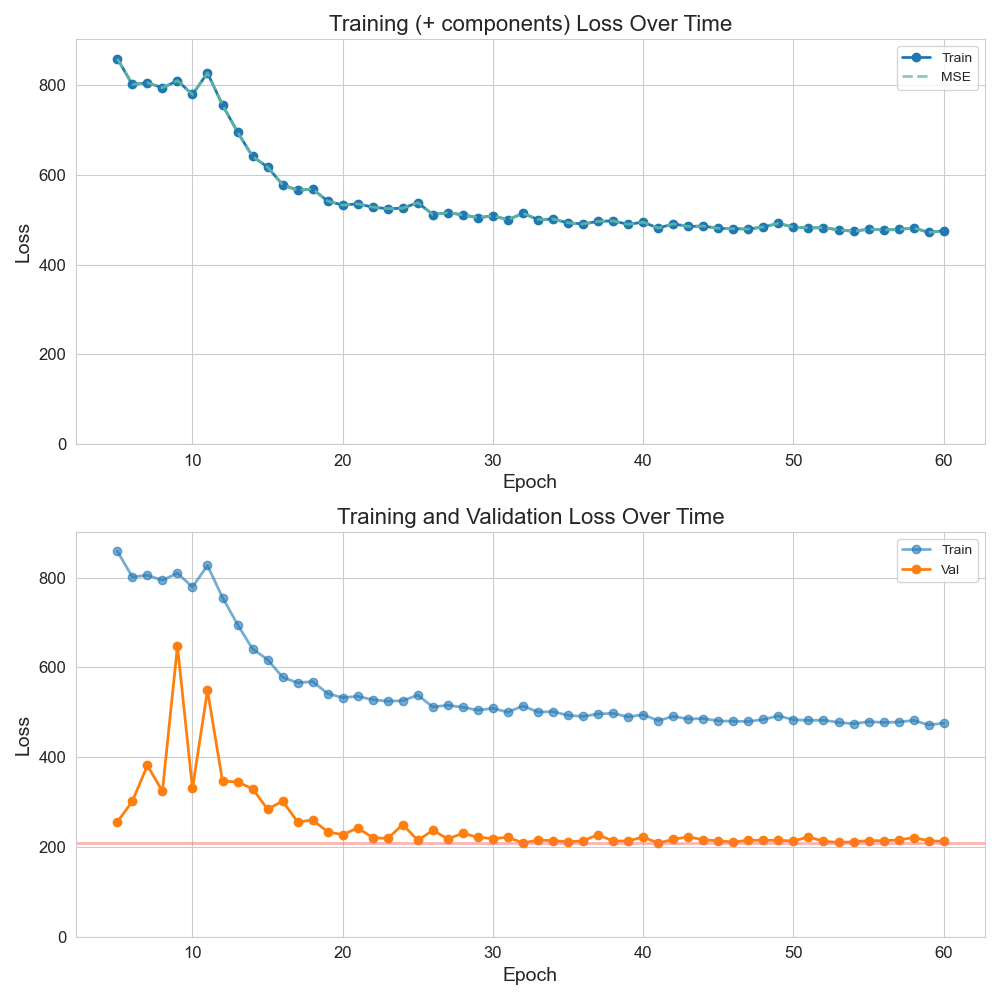 Training (+ components) Loss Over Time
Train
MSE
Loss
800
600
400
200
0
10 20 30 40 50 60
Epoch
Training and Validation Loss Over Time
Train
Val
Loss
800
600
400
200
0
10 20 30 40 50 60
Epoch